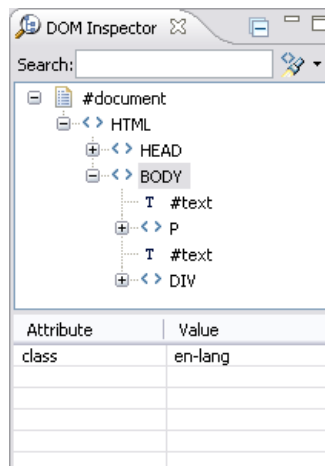 DOM Inspector
Search:
#document
HTML
HEAD
BODY
T #text
P
T #text
DIV
Attribute Value
class en-lang